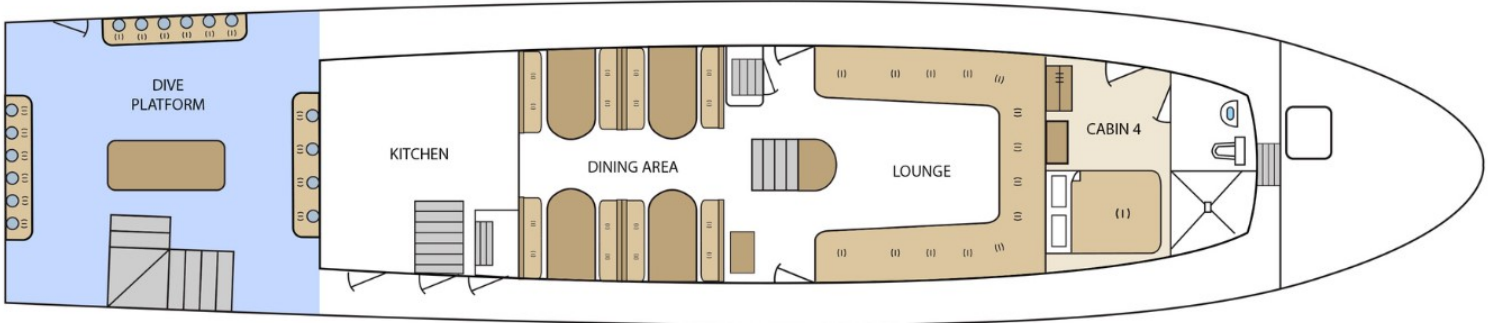 DIVE
PLATFORM
KITCHEN
DINING AREA
LOUNGE
CABIN 4